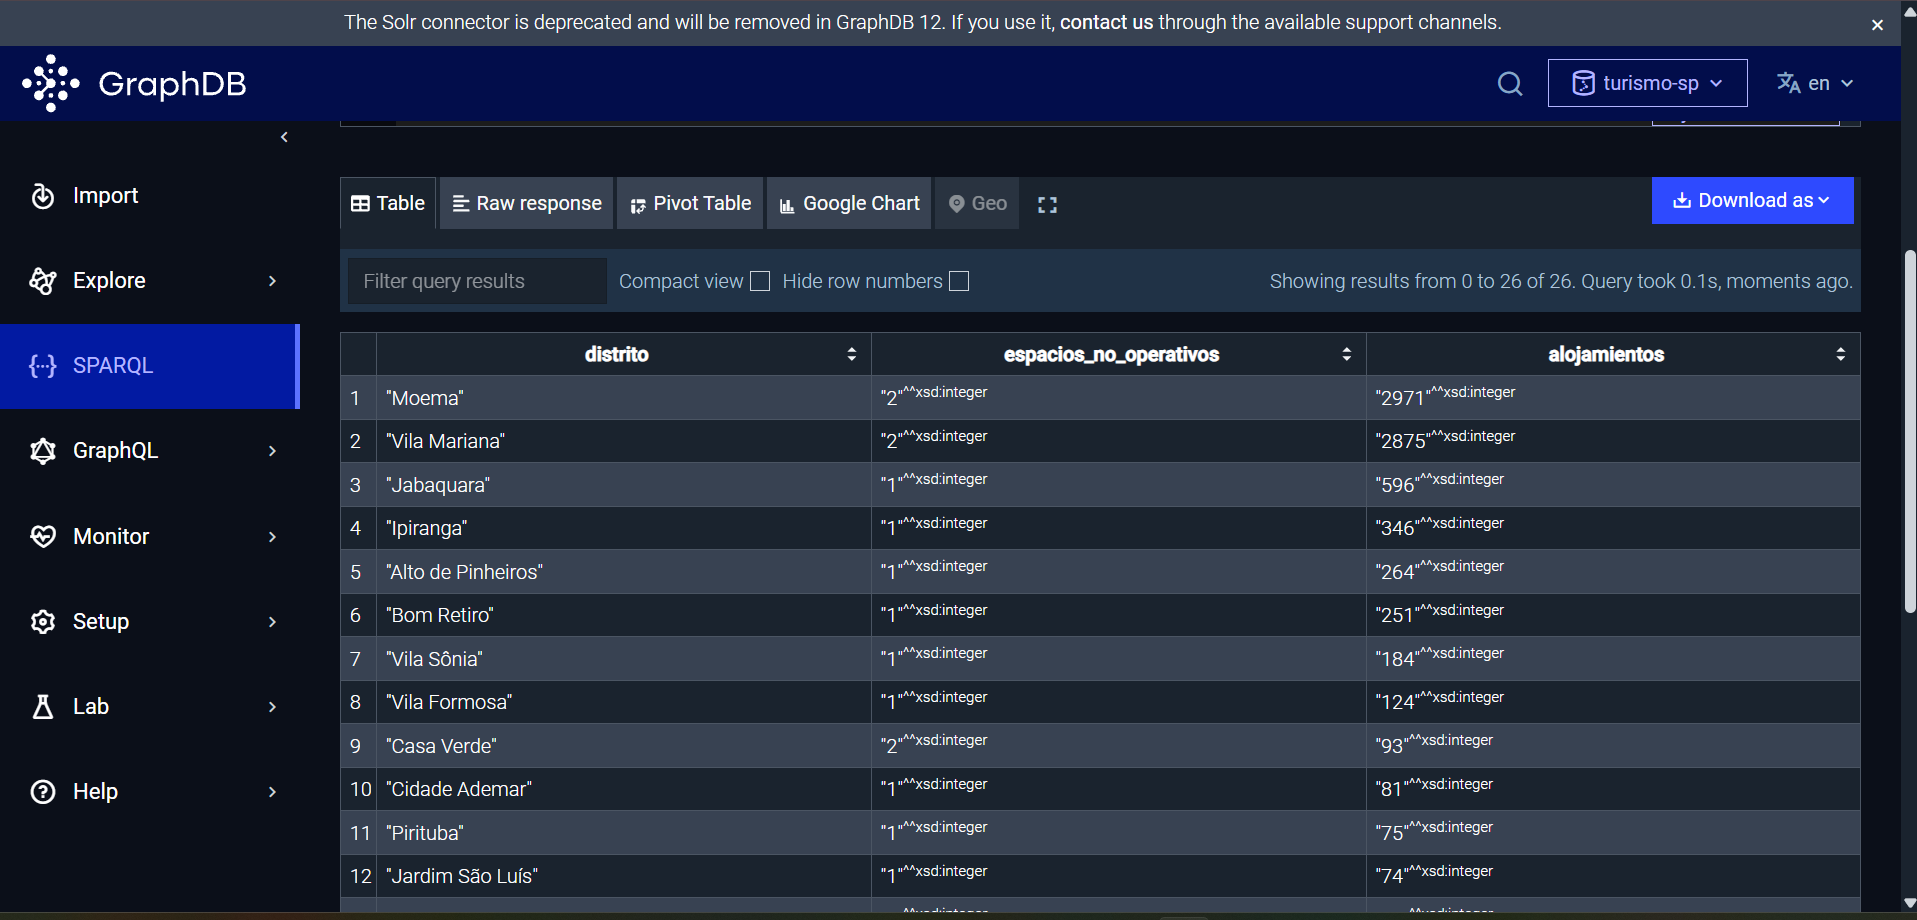 The Solr connector is deprecated and will be removed in GraphDB 12. If you use it, contact us through the available support channels.
GraphDB
turismo-sp
en
Import
Explore
SPARQL
GraphQL
Monitor
Setup
Lab
Help
Table
Raw response
Pivot Table
Google Chart
Geo
Download as
Filter query results
Compact view
Hide row numbers
Showing results from 0 to 26 of 26. Query took 0.1s, moments ago.
distrito espacios_no_operativos alojamientos
1 "Moema" "2"^^xsd:integer "2971"^^xsd:integer
2 "Vila Mariana" "2"^^xsd:integer "2875"^^xsd:integer
3 "Jabaquara" "1"^^xsd:integer "596"^^xsd:integer
4 "Ipiranga" "1"^^xsd:integer "346"^^xsd:integer
5 "Alto de Pinheiros" "1"^^xsd:integer "264"^^xsd:integer
6 "Bom Retiro" "1"^^xsd:integer "251"^^xsd:integer
7 "Vila Sônia" "1"^^xsd:integer "184"^^xsd:integer
8 "Vila Formosa" "1"^^xsd:integer "124"^^xsd:integer
9 "Casa Verde" "2"^^xsd:integer "93"^^xsd:integer
10 "Cidade Ademar" "1"^^xsd:integer "81"^^xsd:integer
11 "Pirituba" "1"^^xsd:integer "75"^^xsd:integer
12 "Jardim São Luís" "1"^^xsd:integer "74"^^xsd:integer